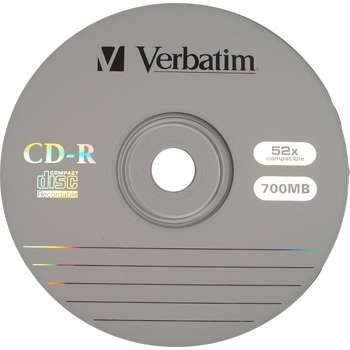 Verbatim
CD-R
52x
compatible
COMPACT
disc
Recordable
700MB